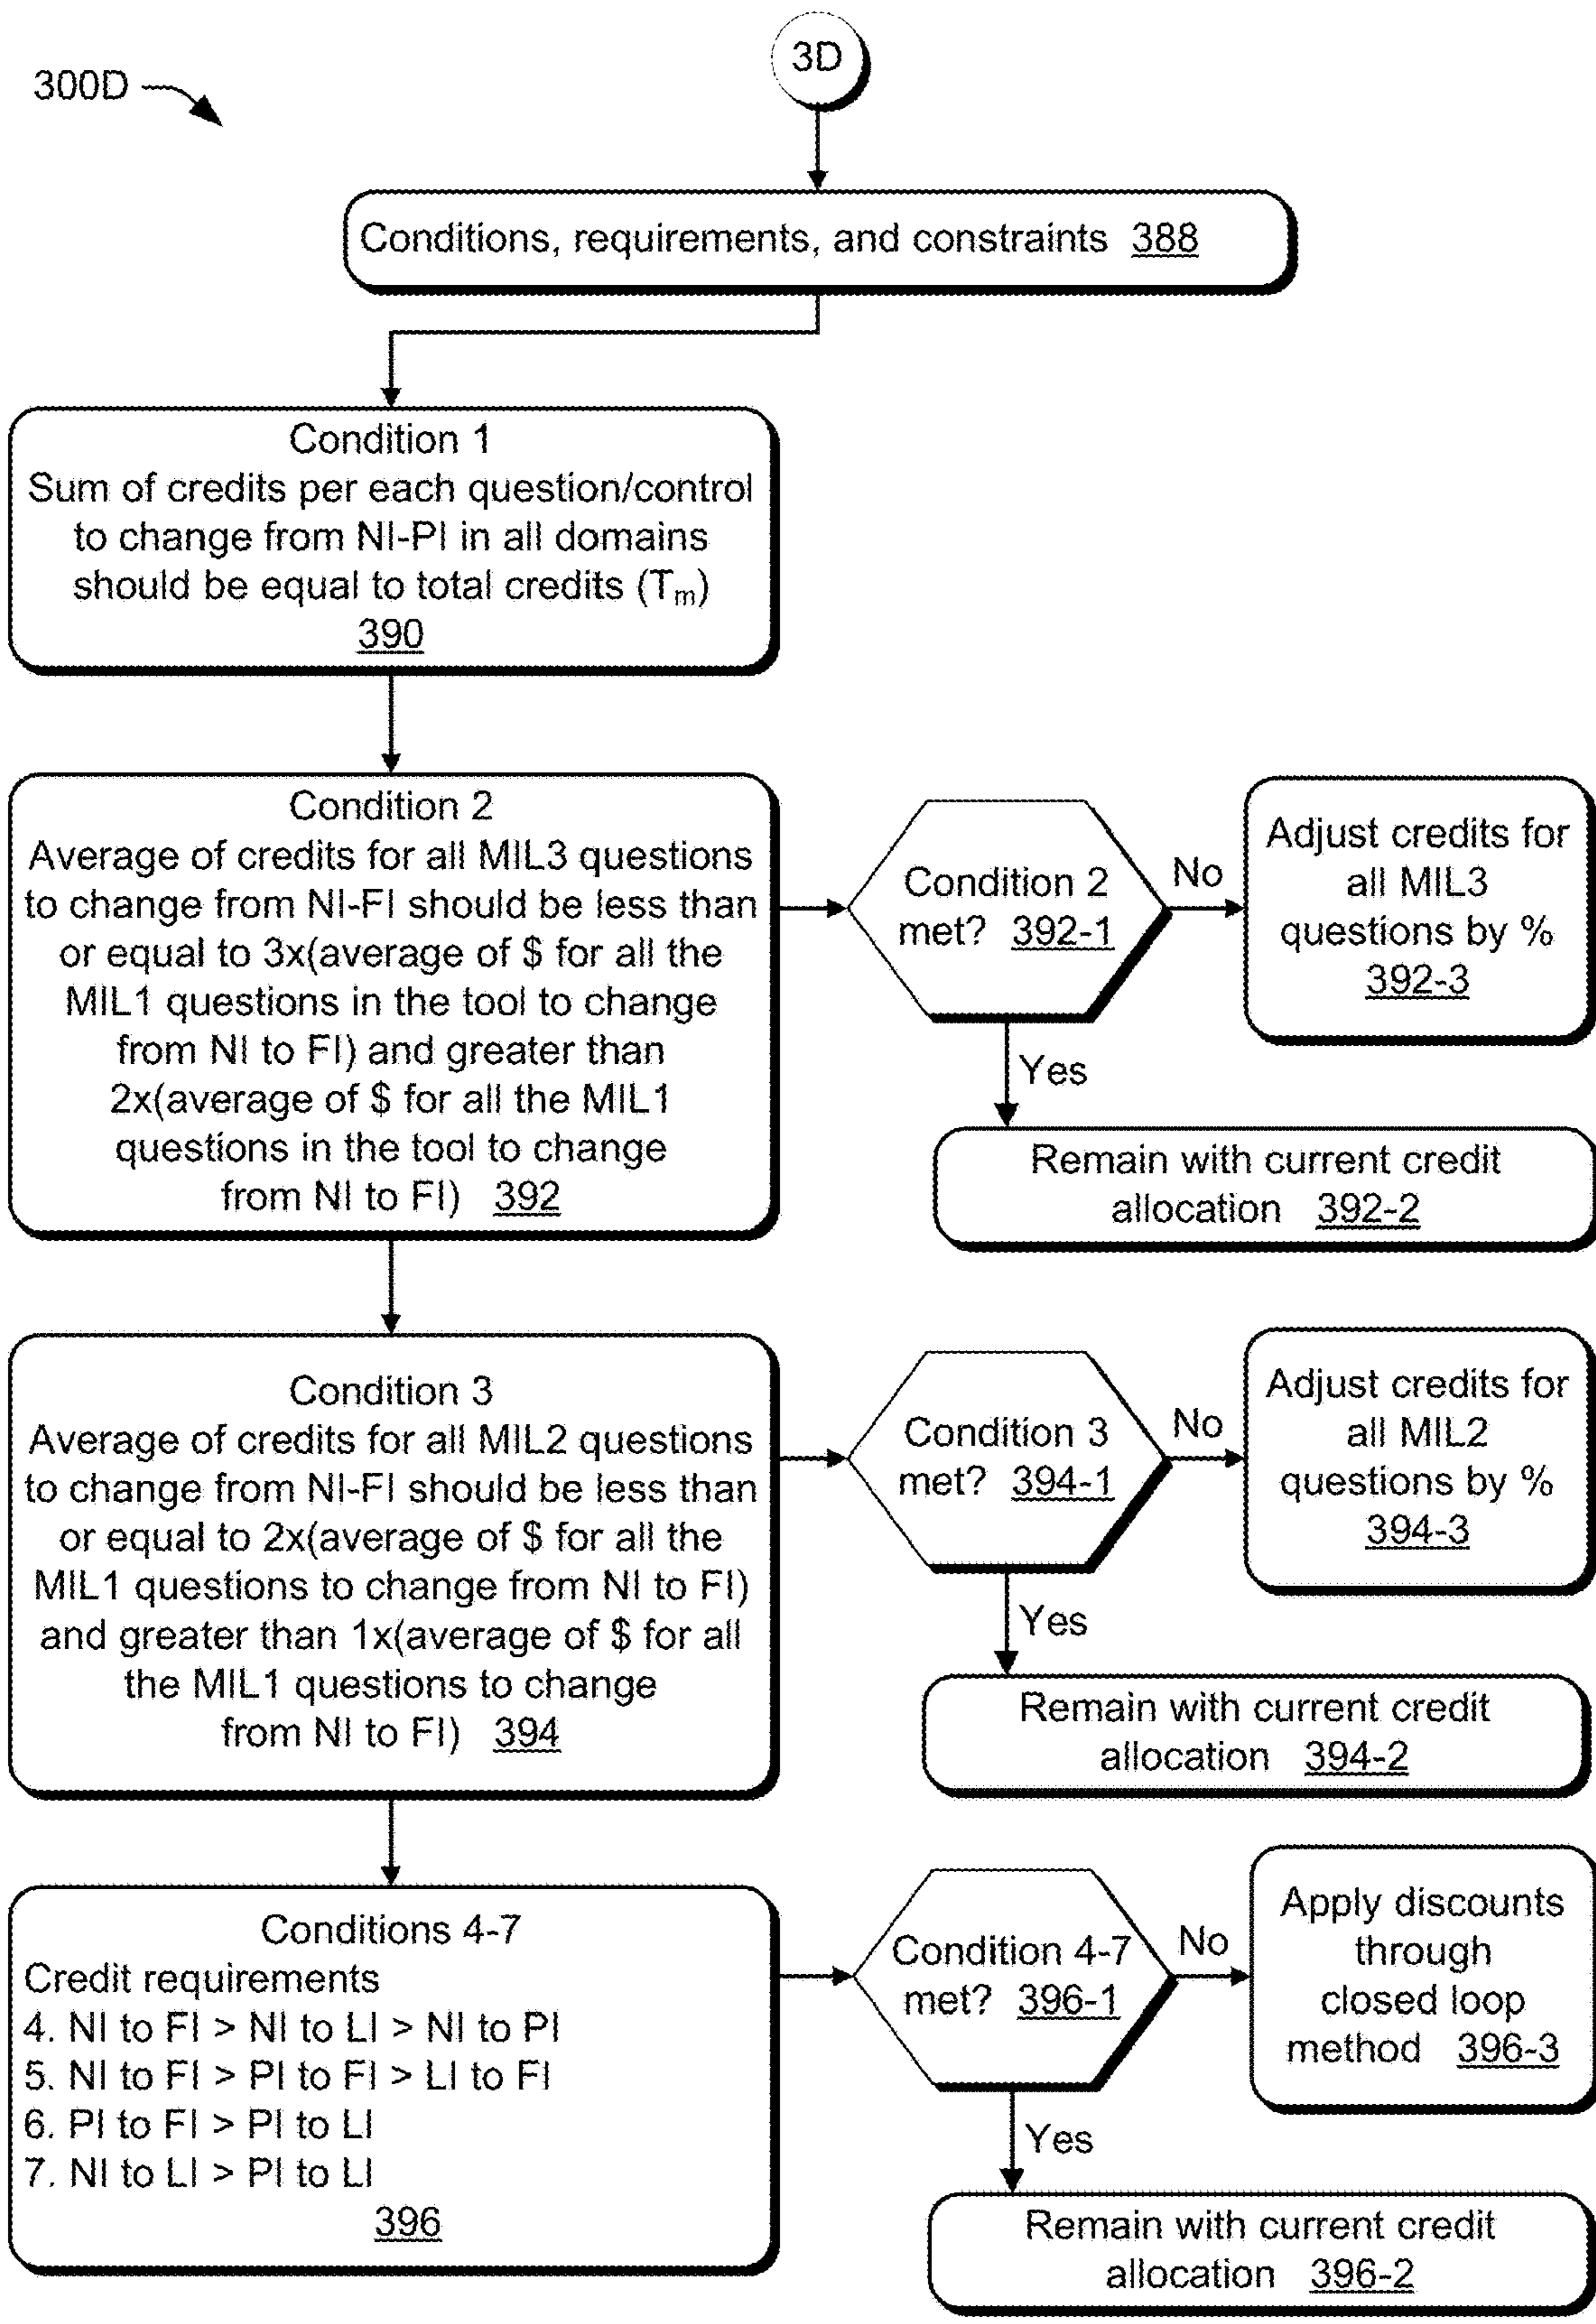 3D
300D
Conditions, requirements, and constraints 388
Condition 1
Sum of credits per each question/control
to change from NI-PI in all domains
should be equal to total credits (Tm)
390
Condition 2
Average of credits for all MIL3 questions
to change from NI-FI should be less than
or equal to 3x(average of $ for all the
MIL1 questions in the tool to change
from NI to FI) and greater than
2x(average of $ for all the MIL1
questions in the tool to change
from NI to FI) 392
Condition 2
met? 392-1
No
Adjust credits for
all MIL3
questions by %
392-3
Yes
Remain with current credit
allocation 392-2
Condition 3
Average of credits for all MIL2 questions
to change from NI-FI should be less than
or equal to 2x(average of $ for all the
MIL1 questions to change from NI to FI)
and greater than 1x(average of $ for all
the MIL1 questions to change
from NI to FI) 394
Condition 3
met? 394-1
No
Adjust credits for
all MIL2
questions by %
394-3
Yes
Remain with current credit
allocation 394-2
Conditions 4-7
Credit requirements
4. NI to FI > NI to LI > NI to PI
5. NI to FI > PI to FI > LI to FI
6. PI to FI > PI to LI
7. NI to LI > PI to LI
396
Condition 4-7
met? 396-1
No
Apply discounts
through
closed loop
method 396-3
Yes
Remain with current credit
allocation 396-2